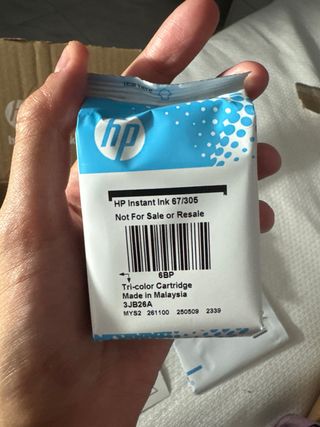 hp
HP Instant Ink 67/305
Not For Sale or Resale
6BP
Tri-color Cartridge
Made in Malaysia
3JB26A
MYS2 261100 250509 2339